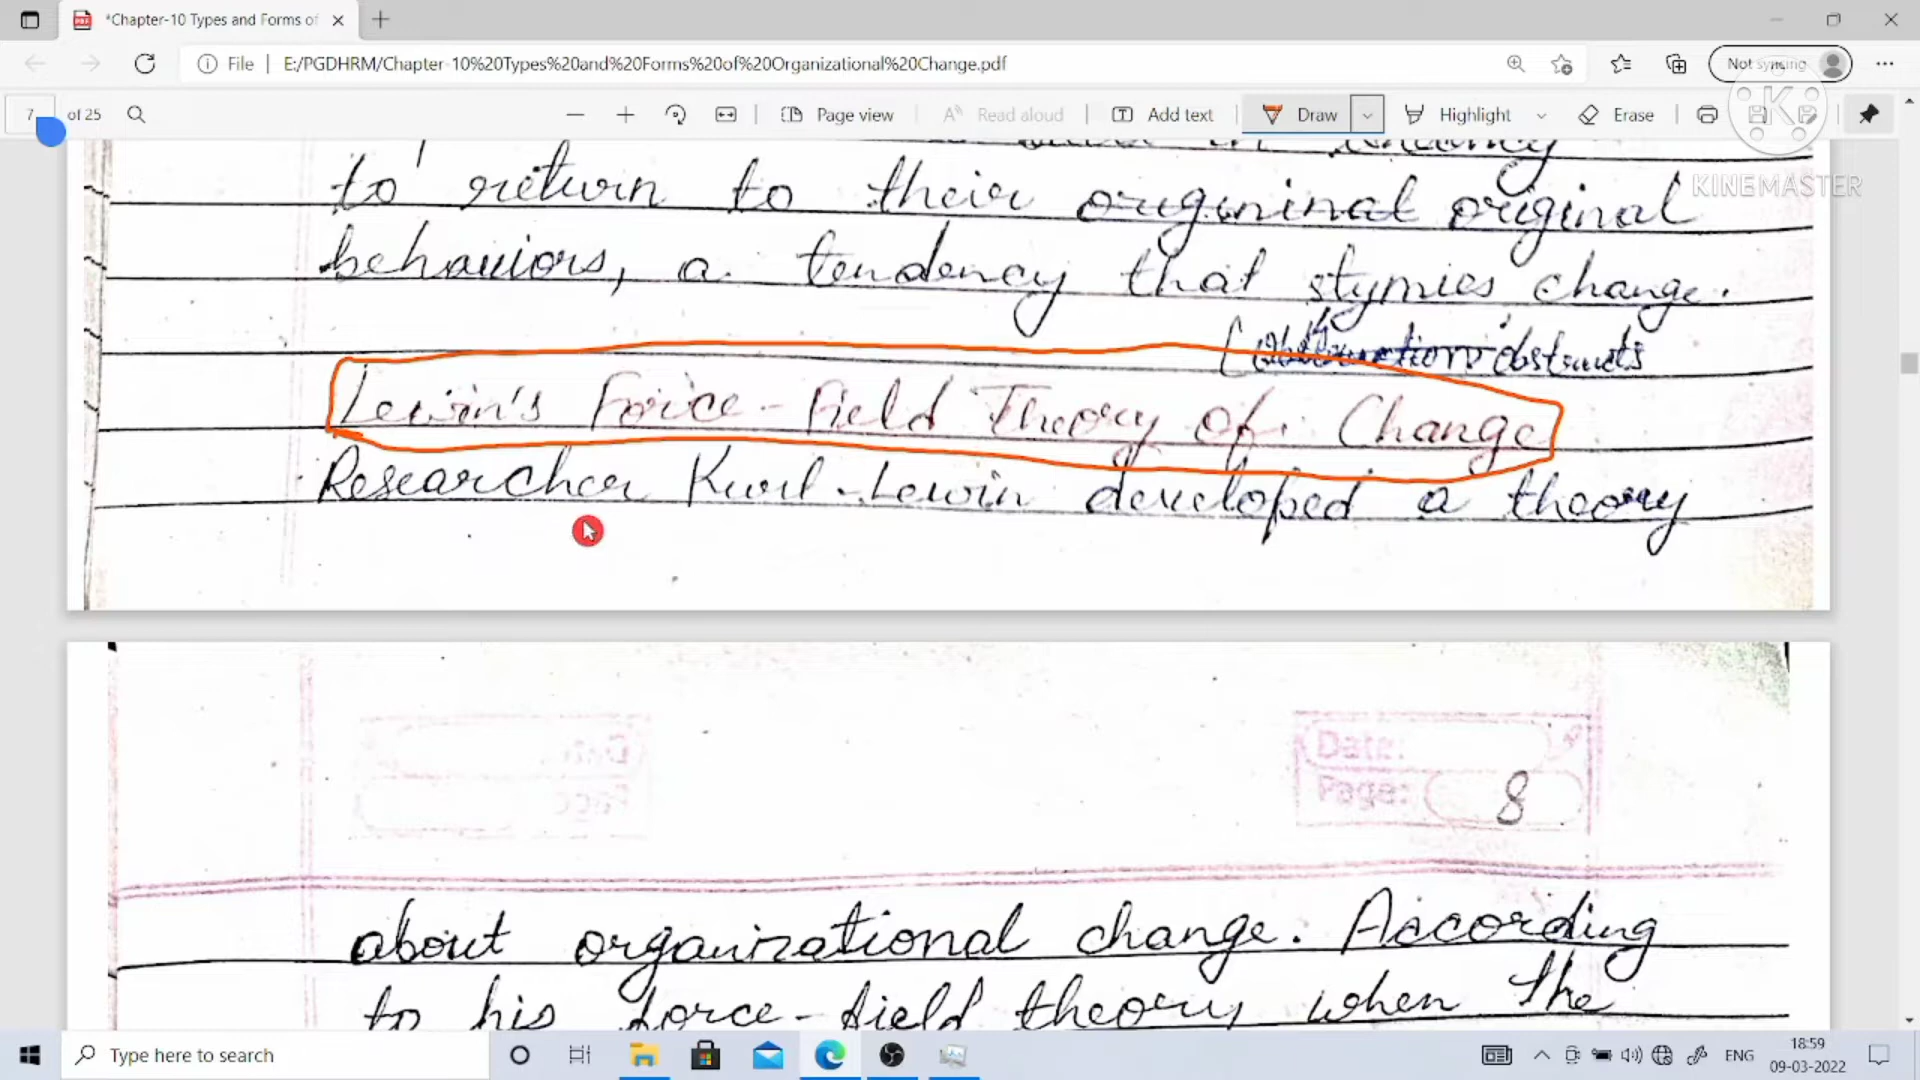 *Chapter-10 Types and Forms of
File E:/PGDHRM/Chapter-10%20Types%20and%20Forms%20of%20Organizational%20Change.pdf
Not syncing
7 of 25 Page view Read aloud Add text Draw Highlight Erase
K
KINEMASTER
to return to their origininal original
behaviors, a tendency that stymies change.
obstructs
Lewin's Force-Field Theory Of Change
Researcher Kurl-Lewin developed a theory
Date:
Page: 8
about organizational change. According
to his force-field theory when the
Type here to search
ENG
18:59
09-03-2022